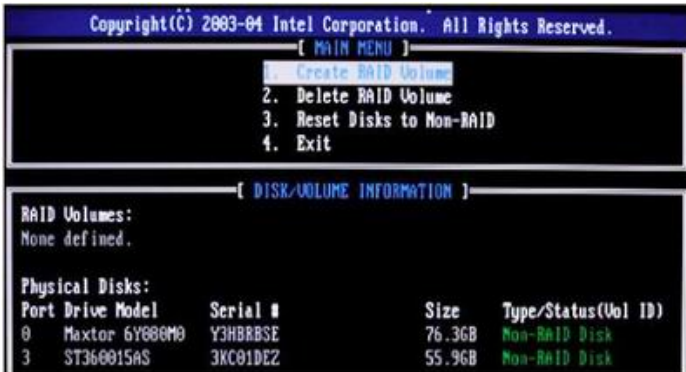 Copyright(C) 2003-04 Intel Corporation. All Rights Reserved.
[ MAIN MENU ]
1. Create RAID Volume
2. Delete RAID Volume
3. Reset Disks to Non-RAID
4. Exit
[ DISK/VOLUME INFORMATION ]
RAID Volumes:
None defined.
Physical Disks:
Port Drive Model Serial # Size Type/Status(Vol ID)
0 Maxtor 6Y080M0 Y3HBRBSE 76.3GB Non-RAID Disk
3 ST360015AS 3KC01DEZ 55.9GB Non-RAID Disk